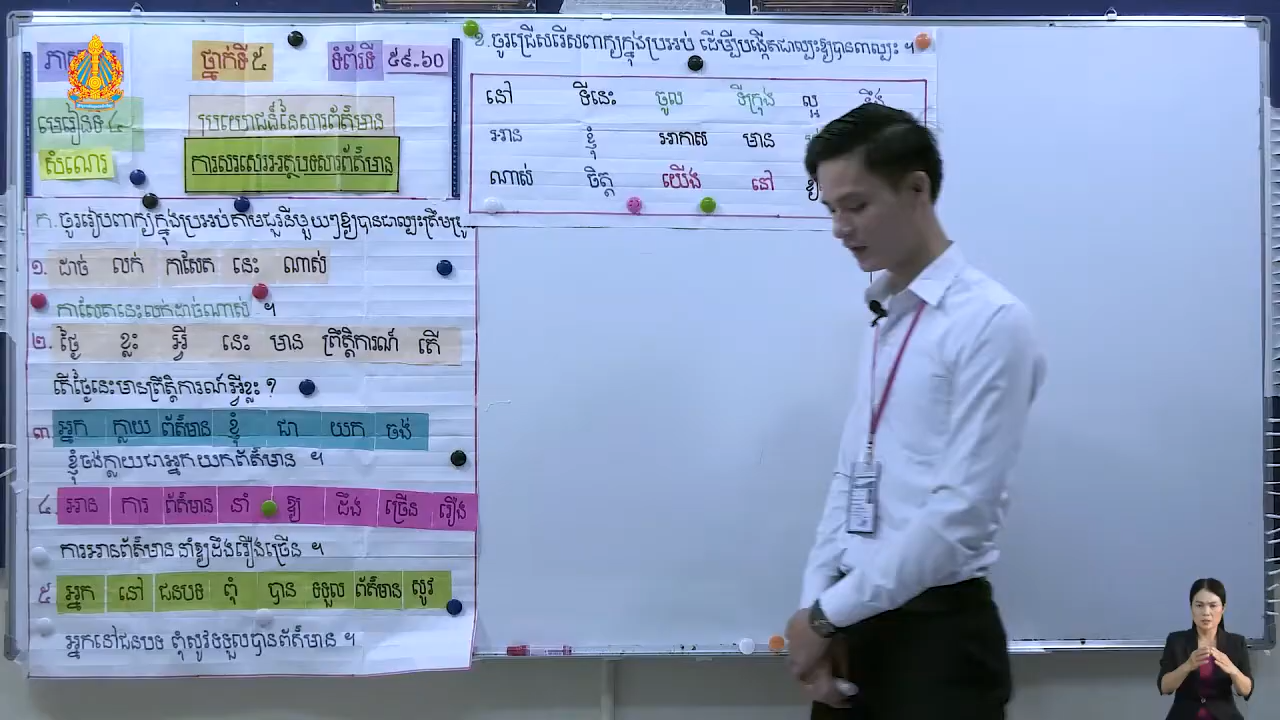 ថ្នាក់ទី ៥ ទំព័រទី ៥៩-៦០
មេរៀនទី ៤ ប្រយោជន៍នៃសារព័ត៌មាន
សំណេរ ការសរសេរអត្ថបទសារព័ត៌មាន
ក. ចូររៀបពាក្យក្នុងប្រអប់តាមជួរនីមួយៗឱ្យបានជាល្បះត្រឹមត្រូ
១. ដាច់ លក់ កាសែត នេះ ណាស់
កាសែតនេះលក់ដាច់ណាស់ ។
២. ថ្ងៃ ខ្លះ អ្វី នេះ មាន ព្រឹត្តិការណ៍ តើ
តើថ្ងៃនេះមានព្រឹត្តិការណ៍អ្វីខ្លះ ?
៣. អ្នក ក្លាយ ព័ត៌មាន ខ្ញុំ ជា យក ចង់
ខ្ញុំចង់ក្លាយជាអ្នកយកព័ត៌មាន ។
៤. អាន ការ ព័ត៌មាន នាំ ឱ្យ ដឹង ច្រើន រឿង
ការអានព័ត៌មាន នាំឱ្យដឹងរឿងច្រើន ។
៥ អ្នក នៅ ជនបទ ពុំ បាន ទទួល ព័ត៌មាន សូវ
អ្នកនៅជនបទ ពុំសូវទទួលបានព័ត៌មាន ។
ខ. ចូរជ្រើសរើសពាក្យក្នុងប្រអប់ ដើម្បីបង្កើតជាល្បះឱ្យបាន៣ល្បះ ។
នៅ ទីនេះ ចូល ទីក្រុង ល្អ
អាន ខ្ញុំ អាកាស មាន
ណាស់ ចិត្ត យើង នៅ